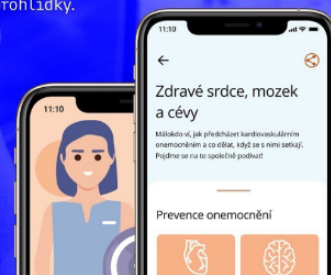 rohlídky.
11:10
11:10
Zdravé srdce, mozek
a cévy
Málokdo ví, jak předcházet kardiovaskulárním
onemocněním a co dělat, když se s nimi setkají.
Pojďme se na to společně podívat!
Prevence onemocnění